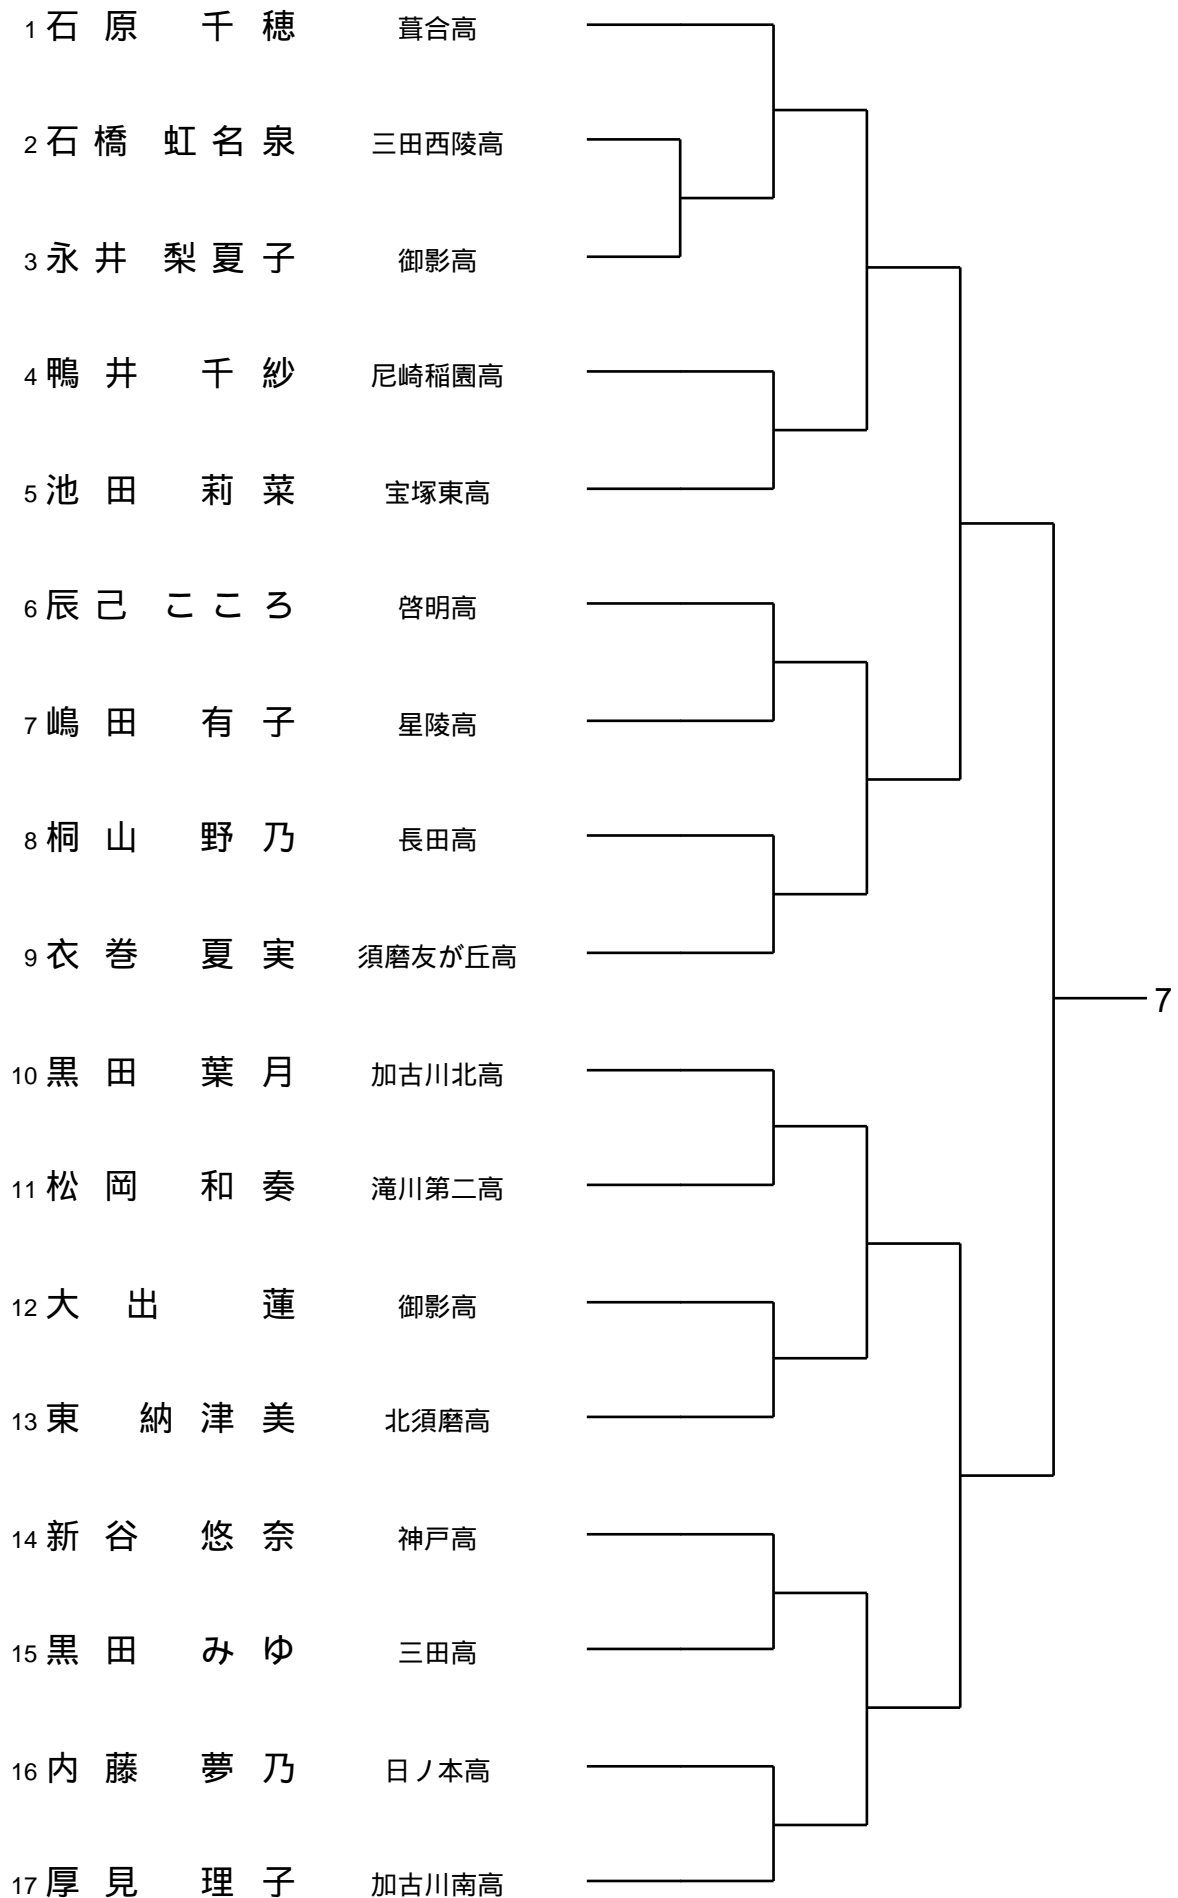 1 石原 千穂 葺合高
2 石橋 虹名泉 三田西陵高
3 永井 梨夏子 御影高
4 鴨井 千紗 尼崎稲園高
5 池田 莉菜 宝塚東高
6 辰己 こころ 啓明高
7 嶋田 有子 星陵高
8 桐山 野乃 長田高
9 衣巻 夏実 須磨友が丘高
7
10 黒田 葉月 加古川北高
11 松岡 和奏 滝川第二高
12 大出 蓮 御影高
13 東 納津美 北須磨高
14 新谷 悠奈 神戸高
15 黒田 みゆ 三田高
16 内藤 夢乃 日ノ本高
17 厚見 理子 加古川南高